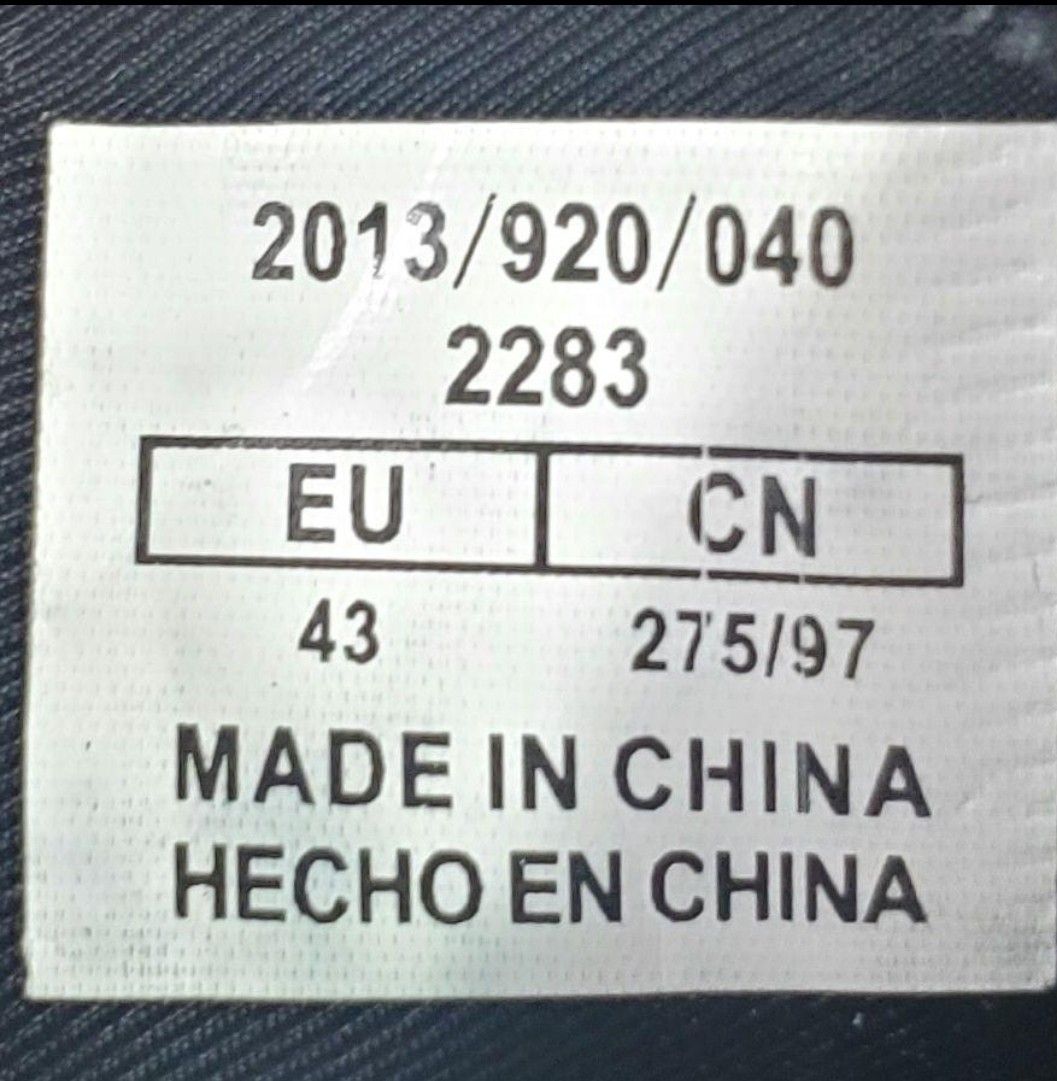 2013/920/040
2283
EU CN
43 275/97
MADE IN CHINA
HECHO EN CHINA